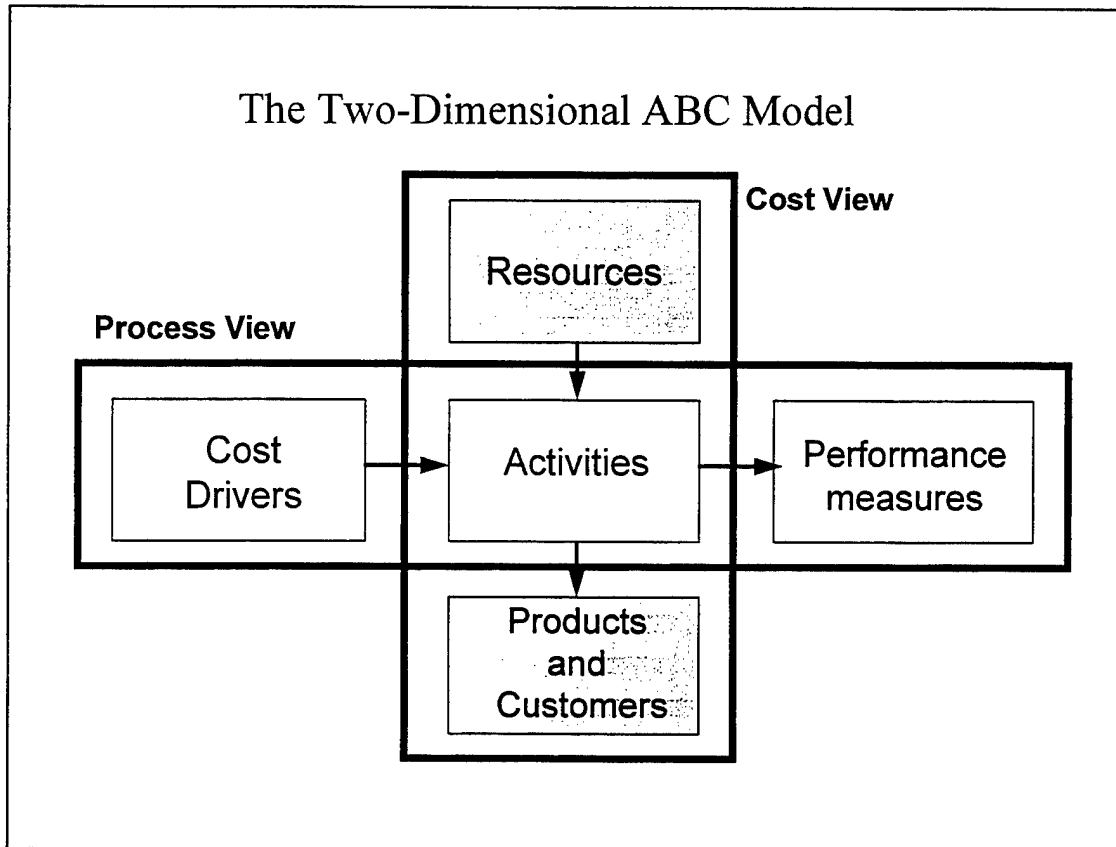 The Two-Dimensional ABC Model
Cost View
Resources
Process View
Cost
Drivers
Activities
Performance
measures
Products
and
Customers